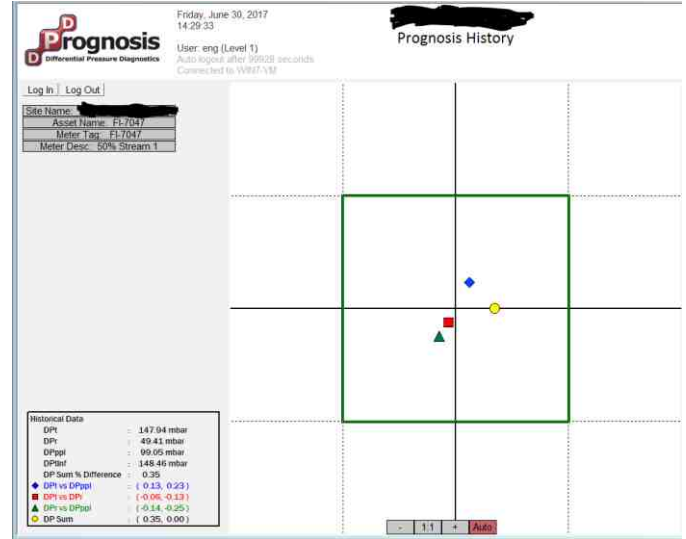 DP
Prognosis
Differential Pressure Diagnostics
Friday, June 30, 2017
14:29:33
User: eng (Level 1)
Auto logout after 99928 seconds
Connected to WIN7-VM
Prognosis History
Log In Log Out
Site Name:
Asset Name: FI-7047
Meter Tag: FI-7047
Meter Desc: 50% Stream 1
Historical Data
DPt : 147.94 mbar
DPr : 49.41 mbar
DPppl : 99.05 mbar
DPtinf : 148.46 mbar
DP Sum % Difference : 0.35
DPt vs DPppl : ( 0.13, 0.23)
DPt vs DPr : (-0.06, -0.13)
DPr vs DPppl : (-0.14, -0.25)
DP Sum : ( 0.35, 0.00)
- 1:1 + Auto